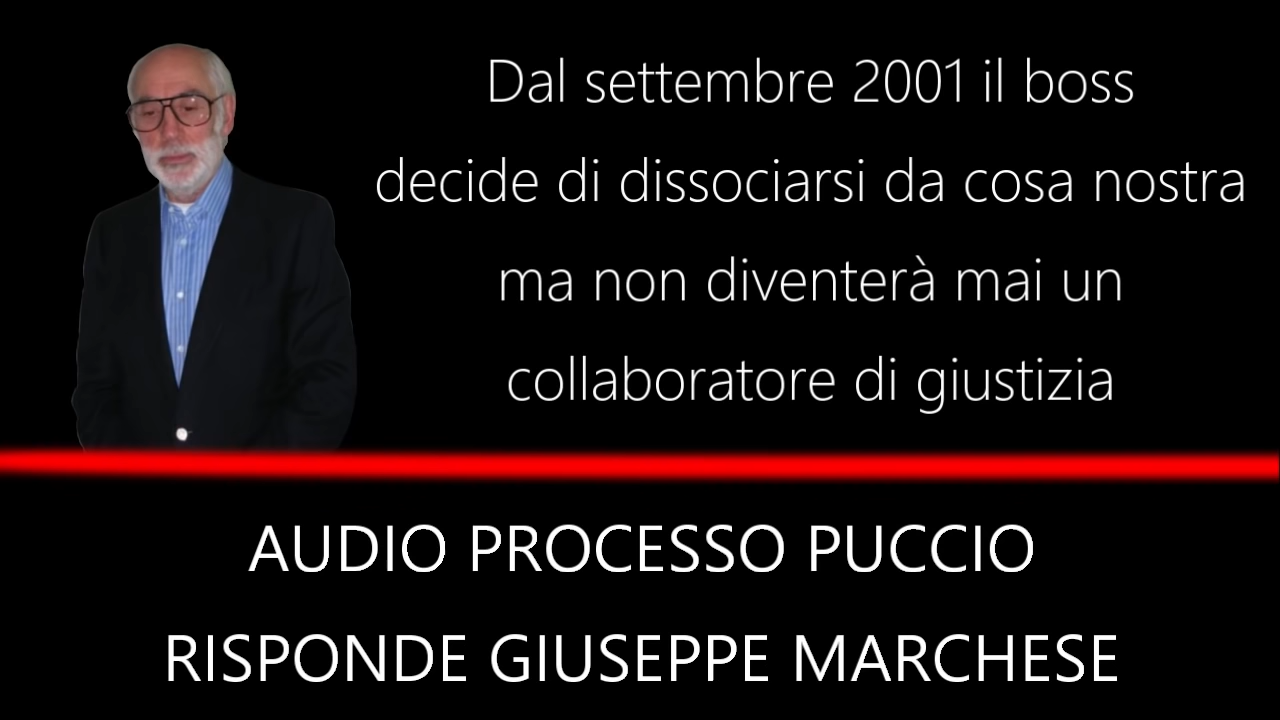 Dal settembre 2001 il boss
decide di dissociarsi da cosa nostra
ma non diventerà mai un
collaboratore di giustizia
AUDIO PROCESSO PUCCIO
RISPONDE GIUSEPPE MARCHESE